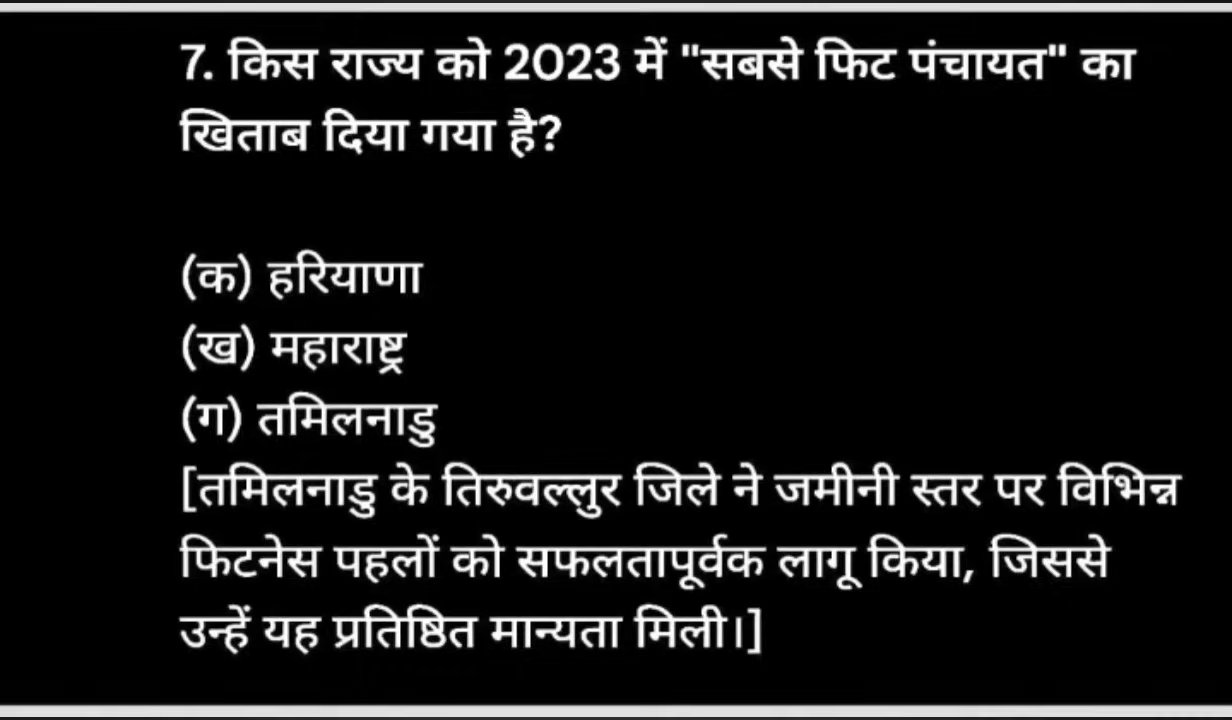 7. किस राज्य को 2023 में "सबसे फिट पंचायत" का
खिताब दिया गया है?
(क) हरियाणा
(ख) महाराष्ट्र
(ग) तमिलनाडु
[तमिलनाडु के तिरुवल्लुर जिले ने जमीनी स्तर पर विभिन्न
फिटनेस पहलों को सफलतापूर्वक लागू किया, जिससे
उन्हें यह प्रतिष्ठित मान्यता मिली।]